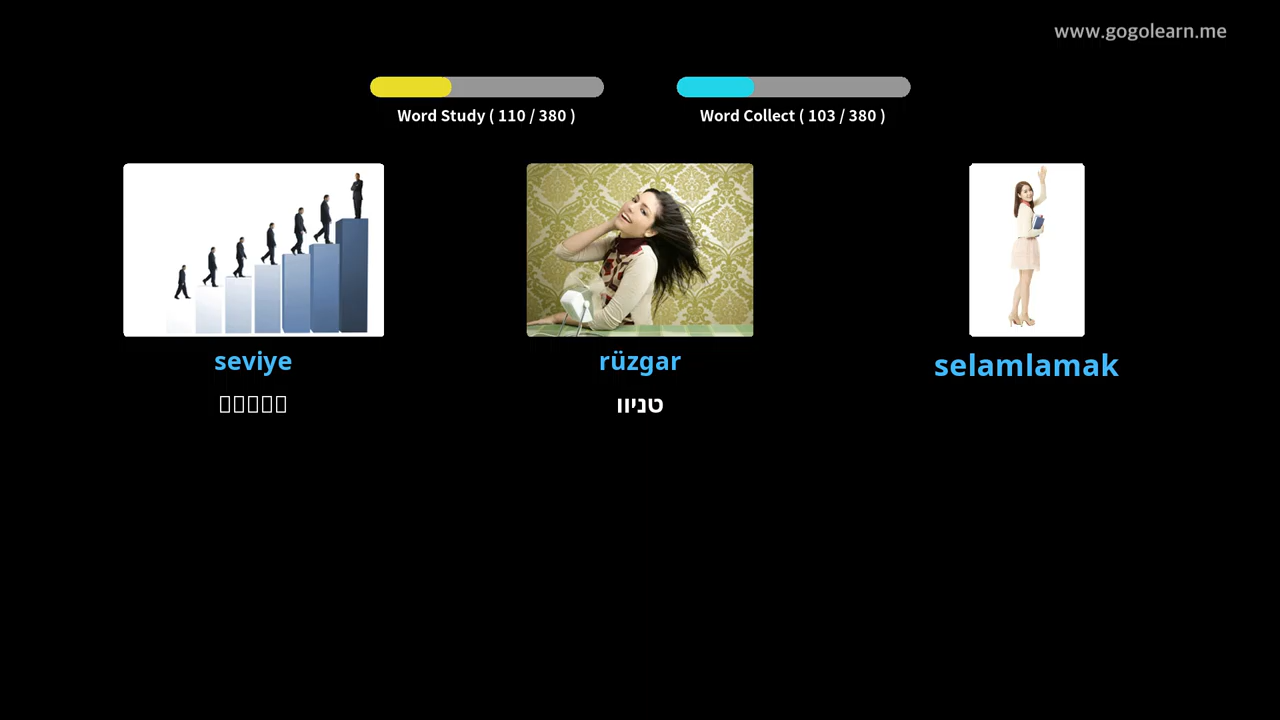 www.gogolearn.me
Word Study ( 110 / 380 )
Word Collect ( 103 / 380 )
seviye
rüzgar
selamlamak
טניוו